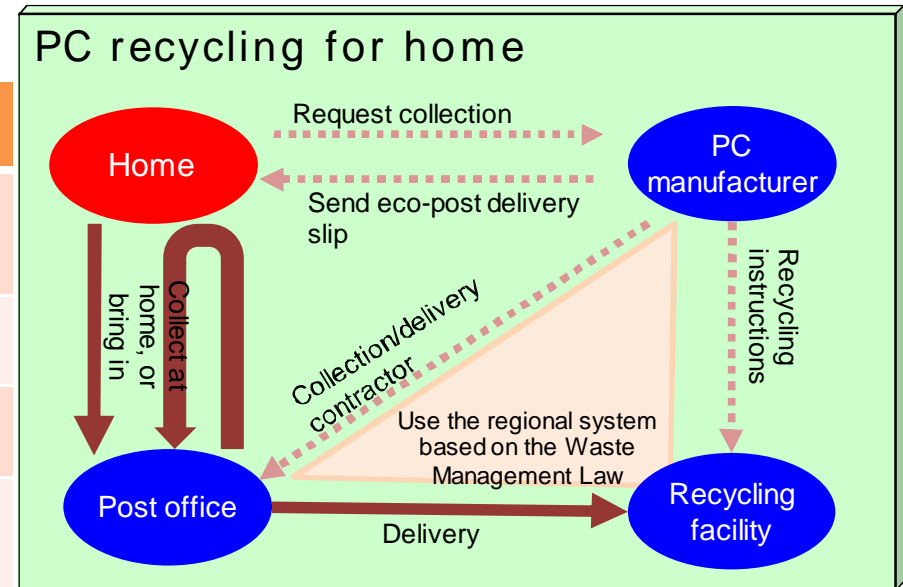 PC recycling for home
Request collection
Home
PC
manufacturer
Send eco-post delivery
slip
Collect at
home, or
bring in
Collection/delivery
contractor
Recycling
instructions
Use the regional system
based on the Waste
Management Law
Post office
Delivery
Recycling
facility